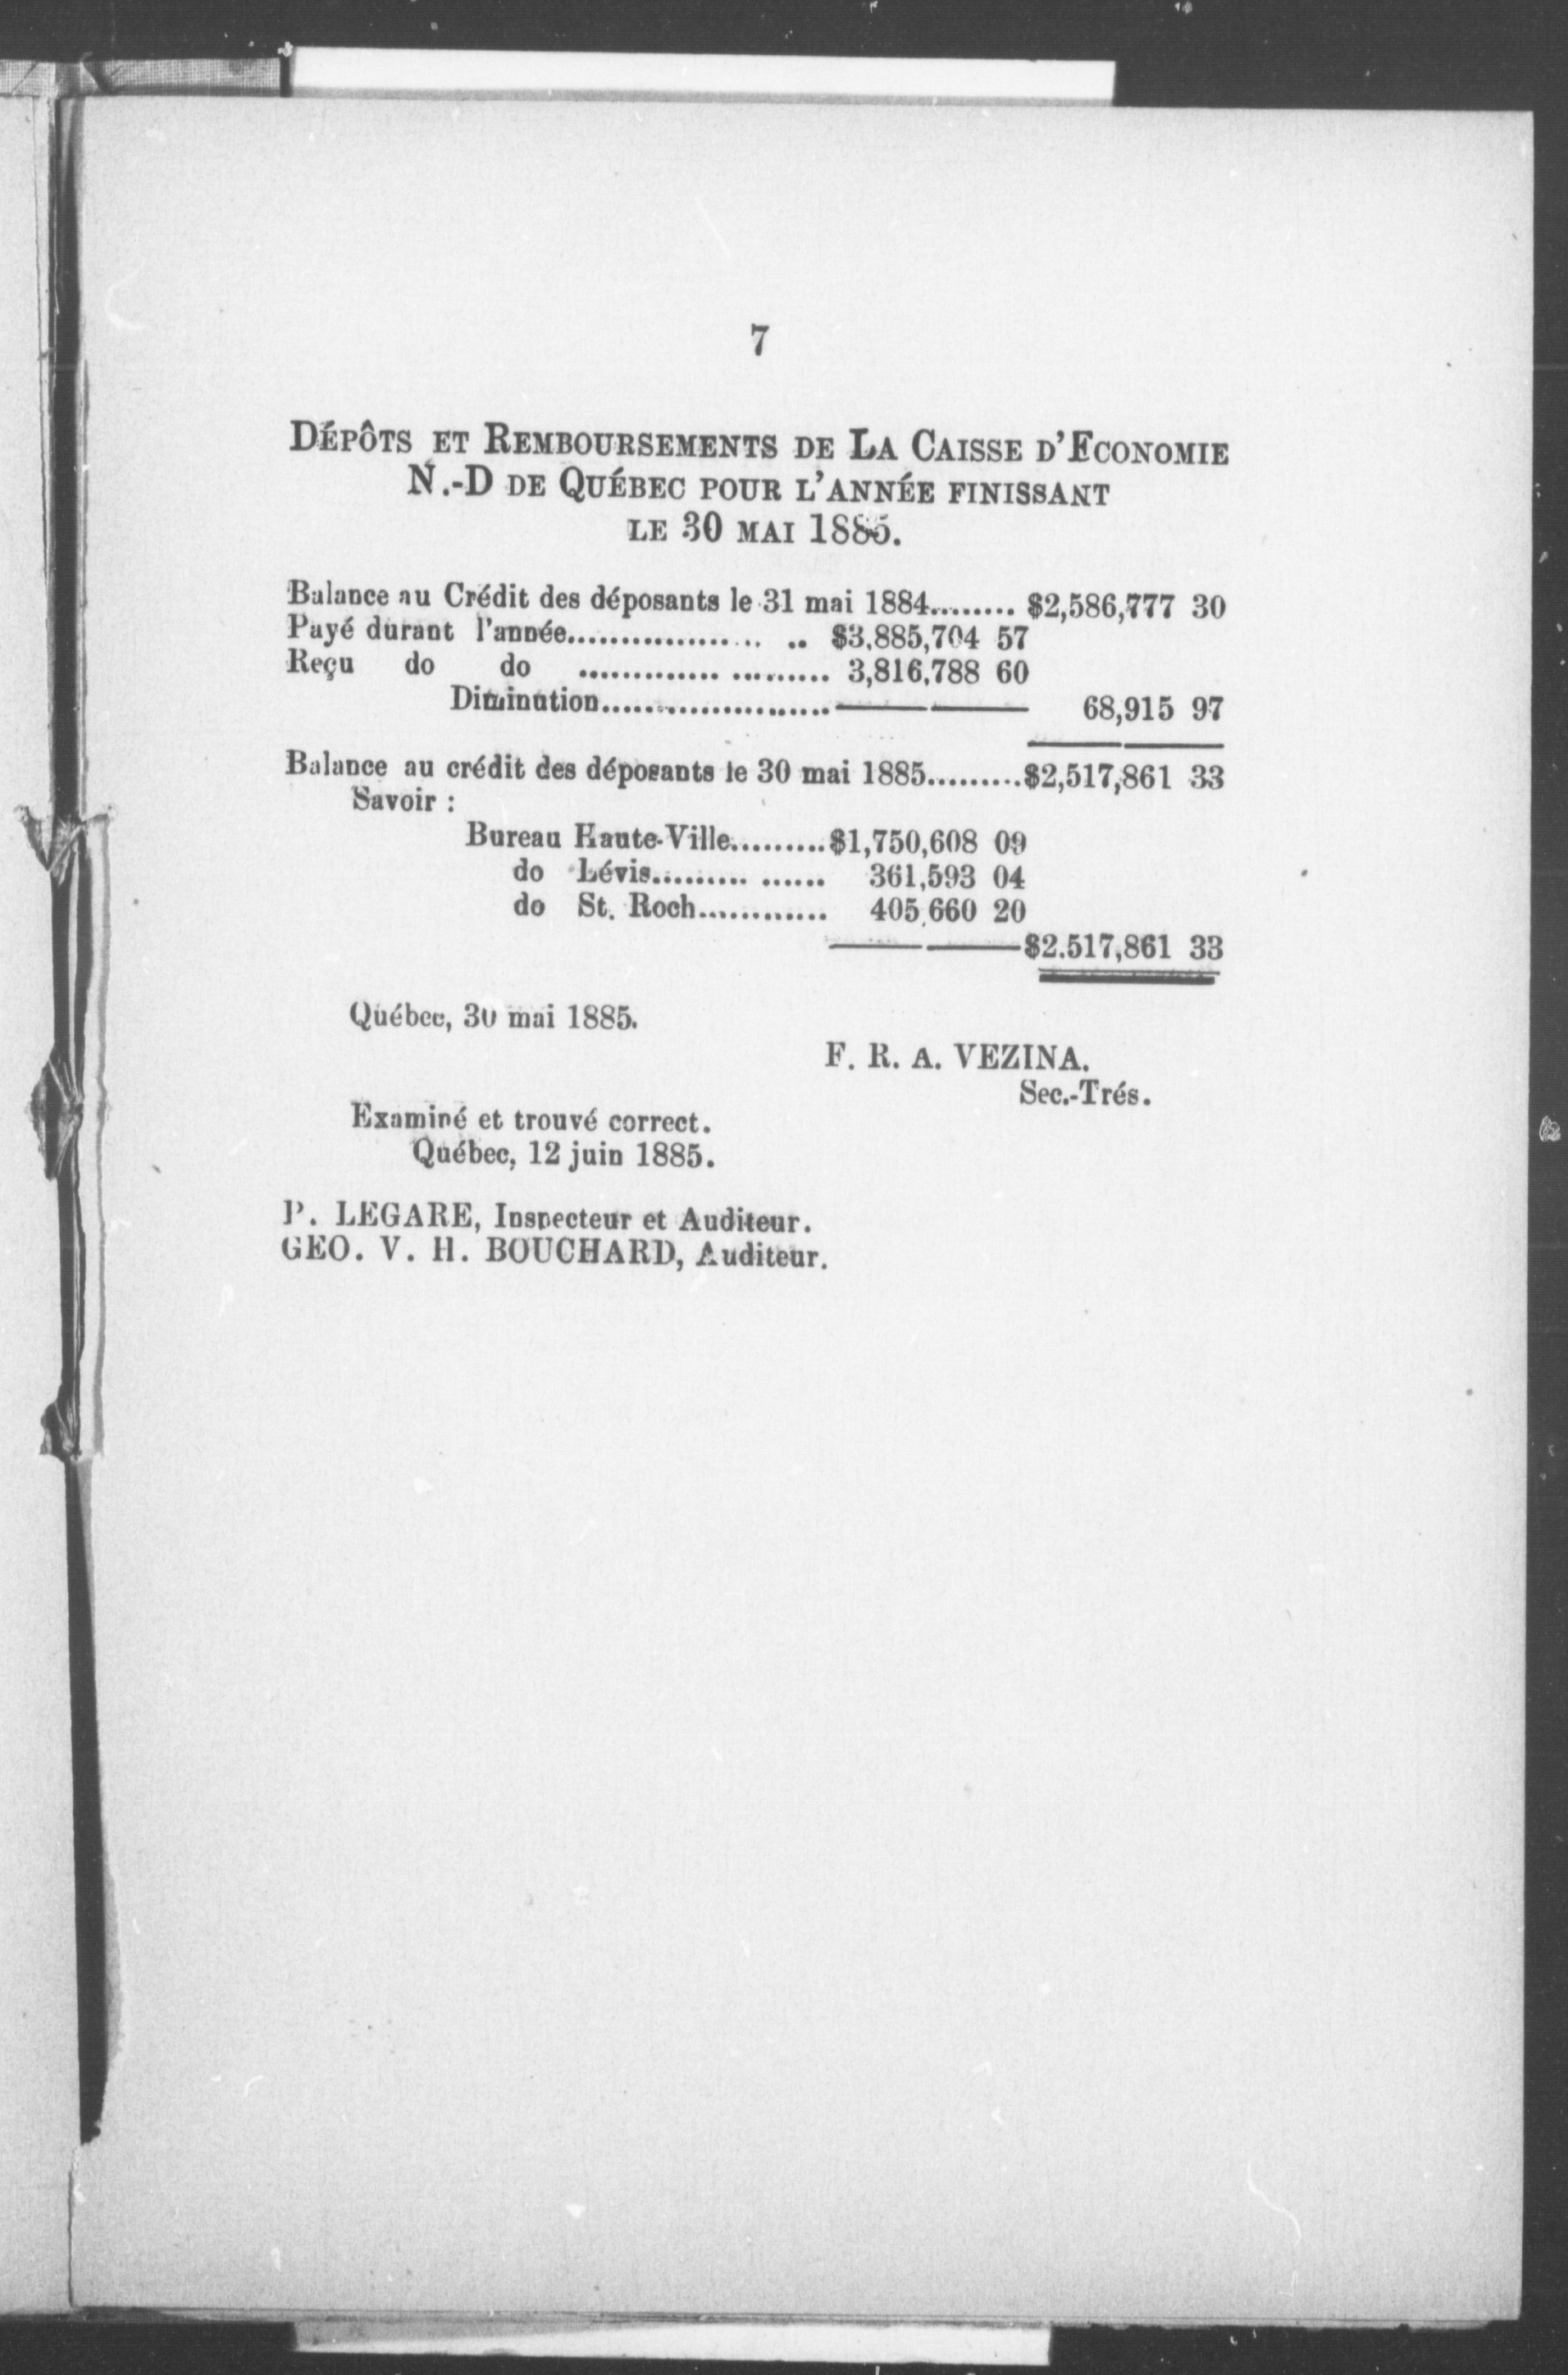 7
DÉPÔTS ET REMBOURSEMENTS DE LA CAISSE D'ECONOMIE
N.-D DE QUÉBEC POUR L'ANNÉE FINISSANT
LE 30 MAI 1885.
Balance au Crédit des déposants le 31 mai 1884........ $2,586,777 30
Payé durant l'année.................. .. $3,885,704 57
Reçu do do ............. ......... 3,816,788 60
Diminution...................... 68,915 97
Balance au crédit des déposants le 30 mai 1885.........$2,517,861 33
Savoir :
Bureau Haute-Ville.........$1,750,608 09
do Lévis......... ...... 361,593 04
do St. Roch............ 405,660 20
$2.517,861 33
Québec, 30 mai 1885.
F. R. A. VEZINA.
Sec.-Trés.
Examiné et trouvé correct.
Québec, 12 juin 1885.
P. LEGARE, Inspecteur et Auditeur.
GEO. V. H. BOUCHARD, Auditeur.